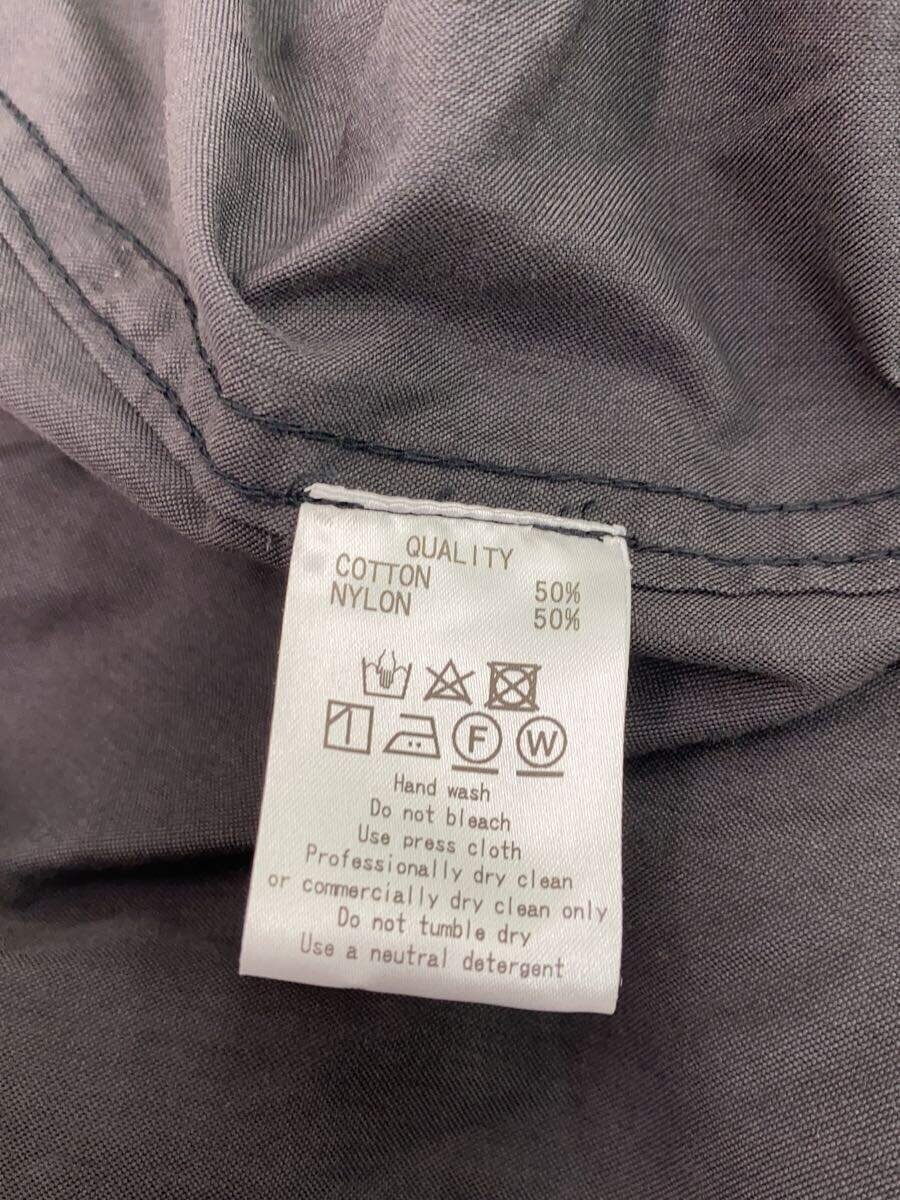 QUALITY
COTTON 50%
NYLON 50%
F W
Hand wash
Do not bleach
Use press cloth
Professionally dry clean
or commercially dry clean only
Do not tumble dry
Use a neutral detergent